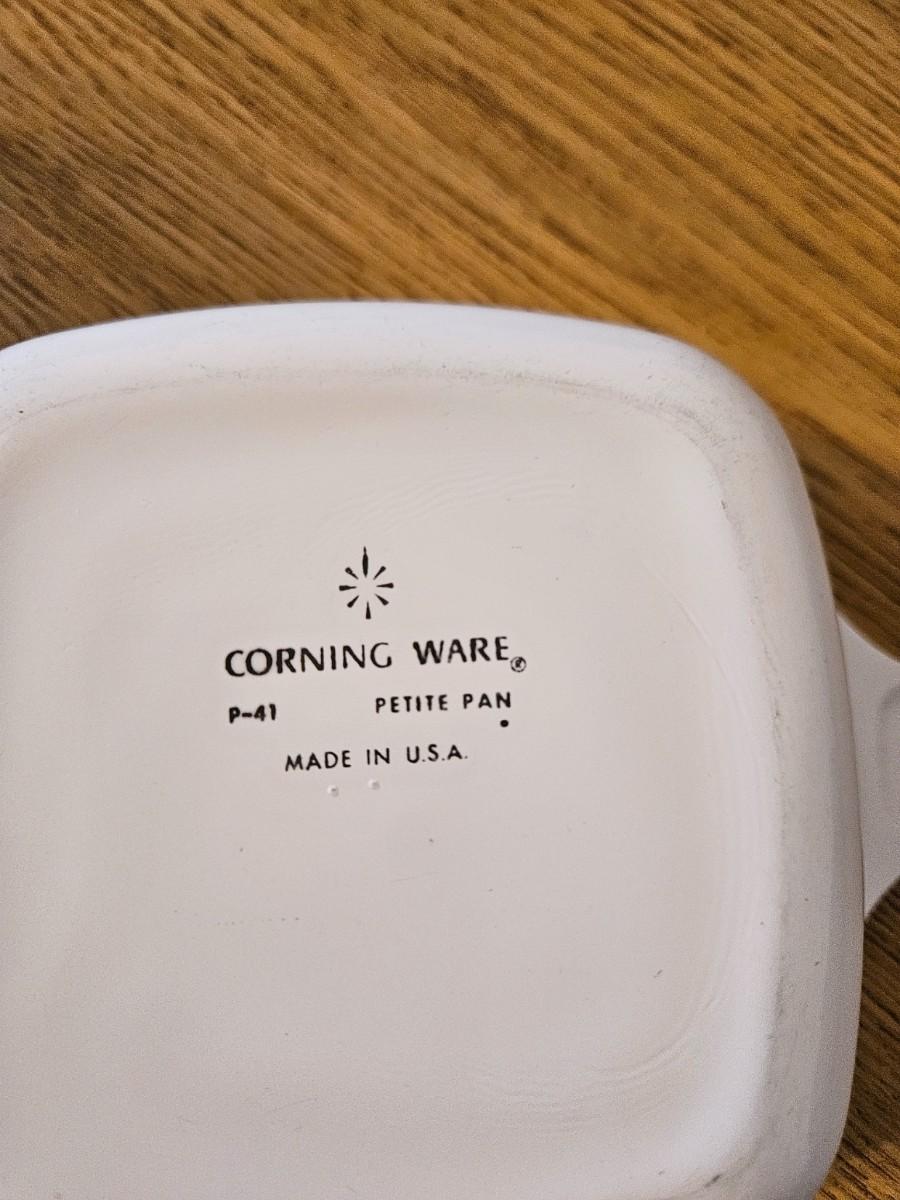 CORNING WARE®
P-41 PETITE PAN
MADE IN U.S.A.